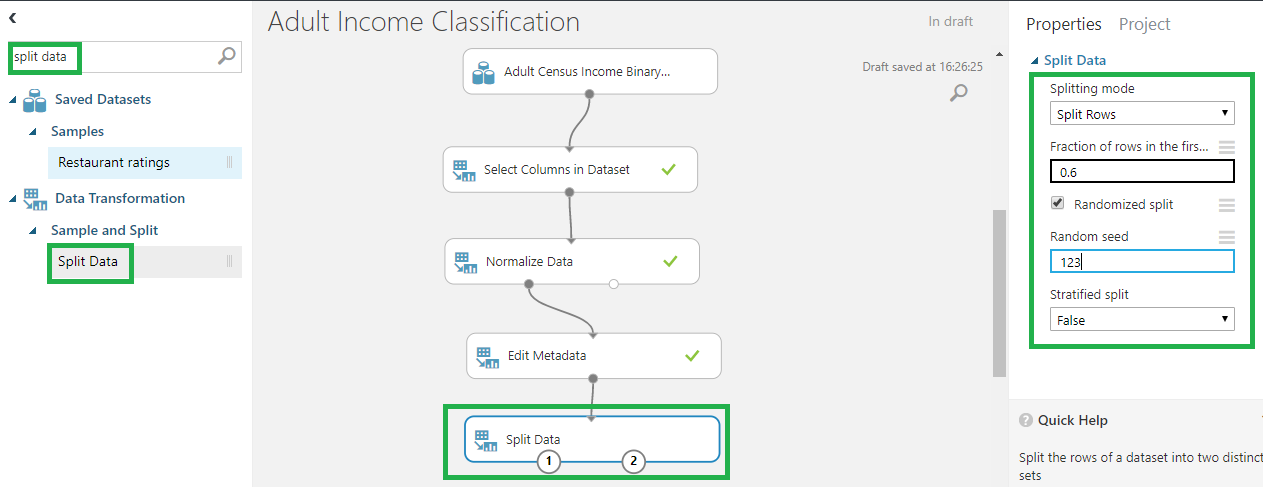 split data
Saved Datasets
Samples
Restaurant ratings
Data Transformation
Sample and Split
Split Data
Adult Income Classification
In draft
Draft saved at 16:26:25
Adult Census Income Binary...
Select Columns in Dataset
Normalize Data
Edit Metadata
Split Data
1
2
Properties
Project
Split Data
Splitting mode
Split Rows
Fraction of rows in the firs...
0.6
Randomized split
Random seed
123
Stratified split
False
? Quick Help
Split the rows of a dataset into two distinct
sets